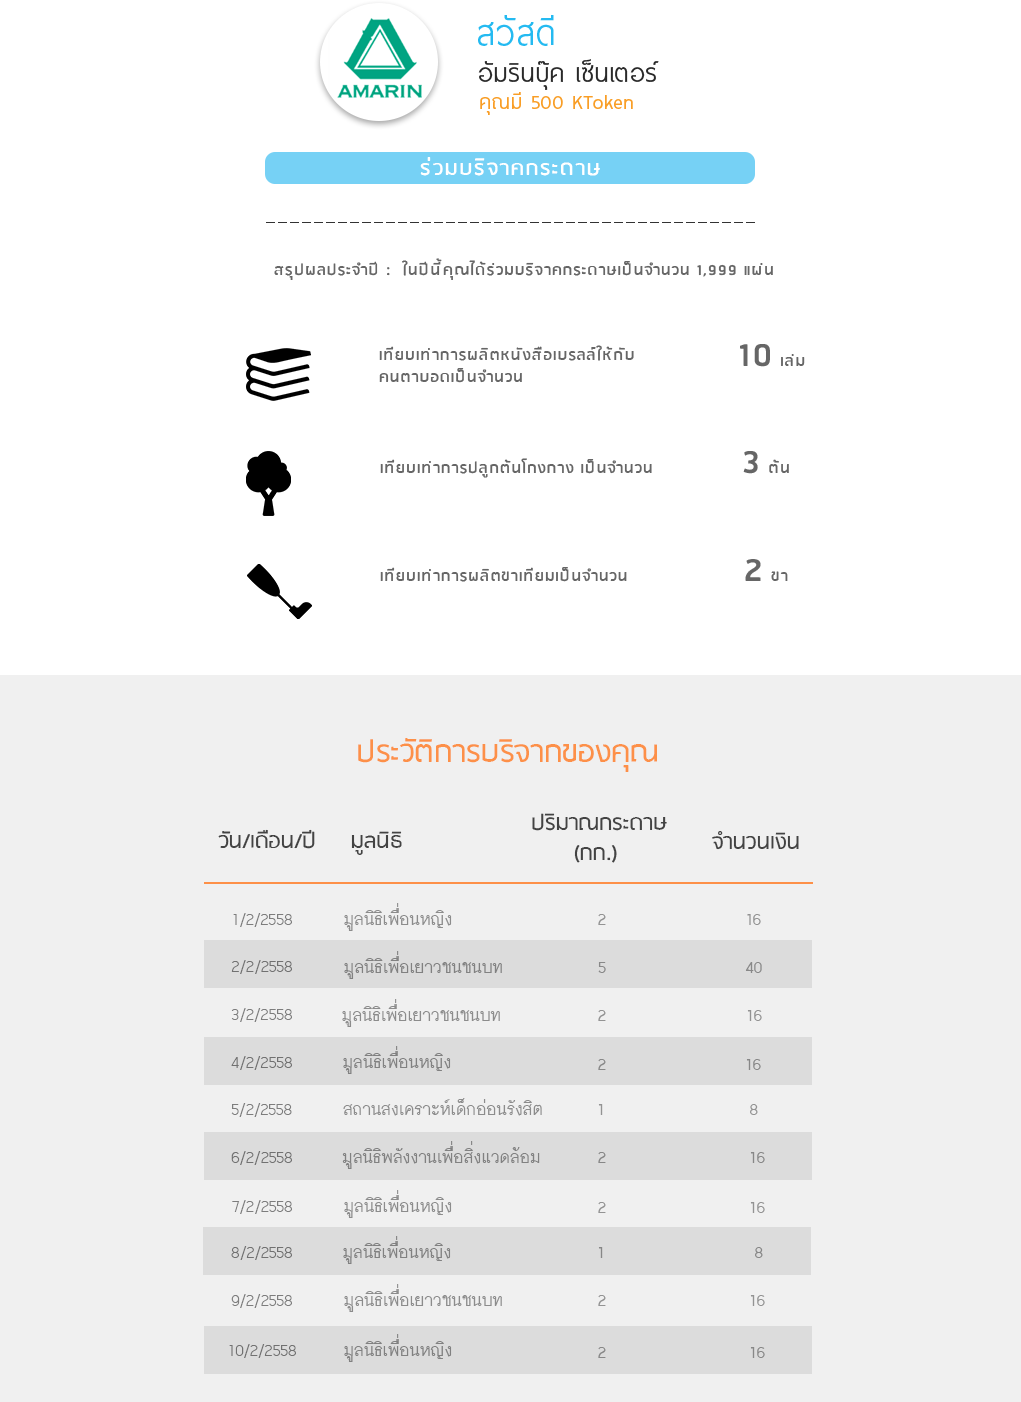 AMARIN
สวัสดี
อัมรินบุ๊ค เซ็นเตอร์
คุณมี 500 KToken
ร่วมบริจาคกระดาษ
สรุปผลประจำปี : ในปีนี้คุณได้ร่วมบริจาคกระดาษเป็นจำนวน 1,999 แผ่น
เทียบเท่าการผลิตหนังสือเบรลล์ให้กับ
คนตาบอดเป็นจำนวน
10 เล่ม
เทียบเท่าการปลูกต้นโกงกาง เป็นจำนวน 3 ต้น
เทียบเท่าการผลิตขาเทียมเป็นจำนวน 2 ขา
ประวัติการบริจากของคุณ
วัน/เดือน/ปี มูลนิธิ ปริมาณกระดาษ
(กก.) จำนวนเงิน
1/2/2558 มูลนิธิเพื่อนหญิง 2 16
2/2/2558 มูลนิธิเพื่อเยาวชนชนบท 5 40
3/2/2558 มูลนิธิเพื่อเยาวชนชนบท 2 16
4/2/2558 มูลนิธิเพื่อนหญิง 2 16
5/2/2558 สถานสงเคราะห์เด็กอ่อนรังสิต 1 8
6/2/2558 มูลนิธิพลังงานเพื่อสิ่งแวดล้อม 2 16
7/2/2558 มูลนิธิเพื่อนหญิง 2 16
8/2/2558 มูลนิธิเพื่อนหญิง 1 8
9/2/2558 มูลนิธิเพื่อเยาวชนชนบท 2 16
10/2/2558 มูลนิธิเพื่อนหญิง 2 16